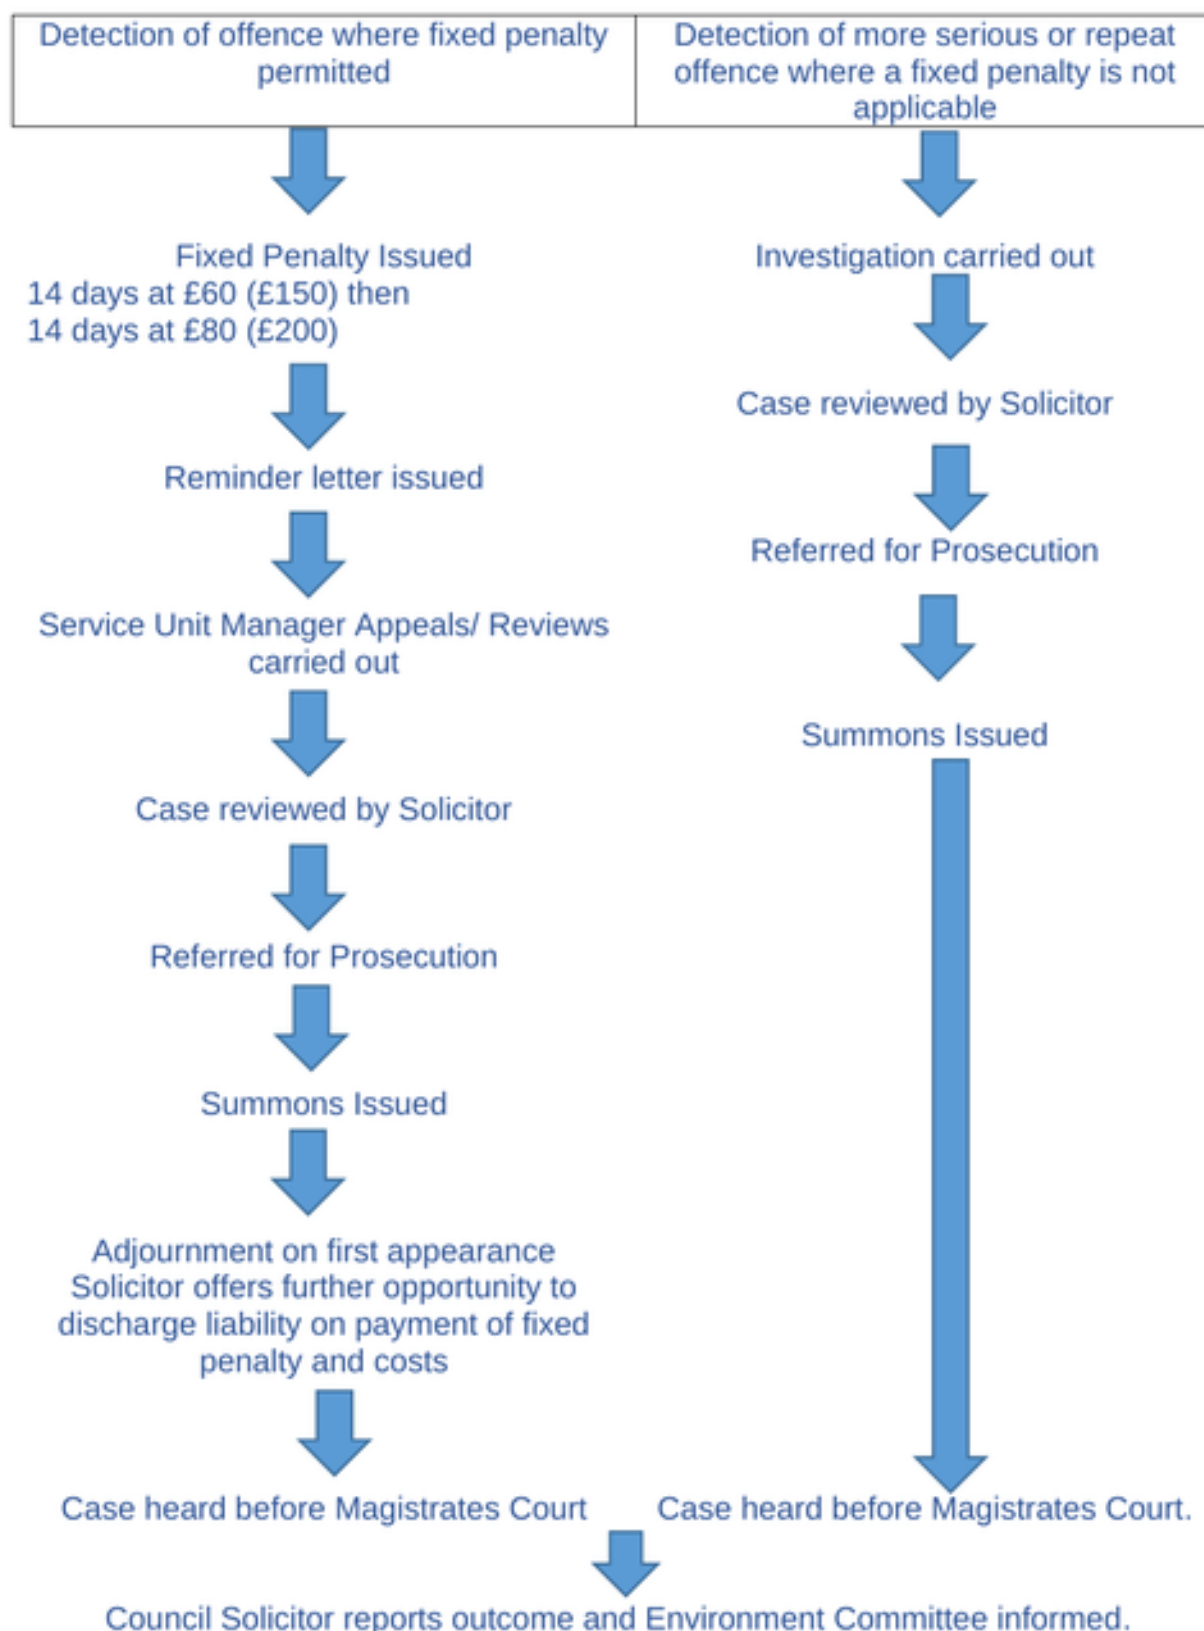 Detection of offence where fixed penalty
permitted
Detection of more serious or repeat
offence where a fixed penalty is not
applicable
Fixed Penalty Issued
14 days at £60 (£150) then
14 days at £80 (£200)
Reminder letter issued
Service Unit Manager Appeals/ Reviews
carried out
Case reviewed by Solicitor
Referred for Prosecution
Summons Issued
Adjournment on first appearance
Solicitor offers further opportunity to
discharge liability on payment of fixed
penalty and costs
Case heard before Magistrates Court
Investigation carried out
Case reviewed by Solicitor
Referred for Prosecution
Summons Issued
Case heard before Magistrates Court.
Council Solicitor reports outcome and Environment Committee informed.